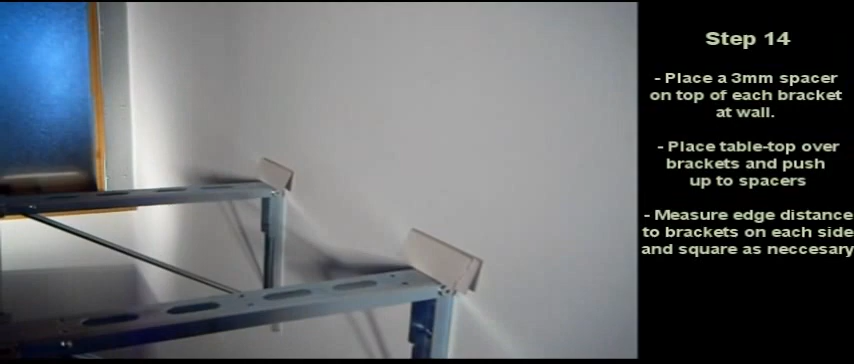 Step 14
- Place a 3mm spacer
on top of each bracket
at wall.
- Place table-top over
brackets and push
up to spacers
- Measure edge distance
to brackets on each side
and square as neccesary